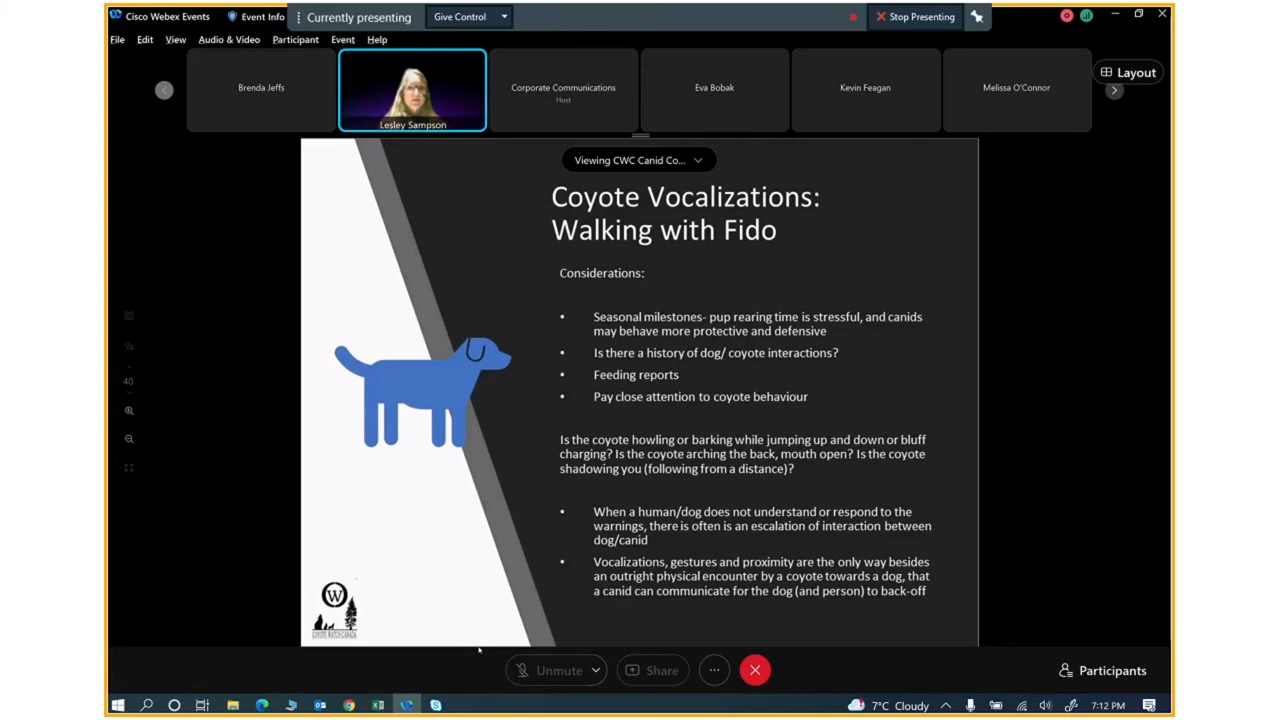 Cisco Webex Events
Event Info
Currently presenting
Give Control
Stop Presenting
File Edit View Audio & Video Participant Event Help
Layout
Brenda Jeffs
Lesley Sampson
Corporate Communications
Host
Eva Bobak
Kevin Feagan
Melissa O'Connor
Viewing CWC Canid Co...
Coyote Vocalizations:
Walking with Fido
Considerations:
• Seasonal milestones- pup rearing time is stressful, and canids
may behave more protective and defensive
• Is there a history of dog/ coyote interactions?
• Feeding reports
• Pay close attention to coyote behaviour
Is the coyote howling or barking while jumping up and down or bluff
charging? Is the coyote arching the back, mouth open? Is the coyote
shadowing you (following from a distance)?
• When a human/dog does not understand or respond to the
warnings, there is often is an escalation of interaction between
dog/canid
• Vocalizations, gestures and proximity are the only way besides
an outright physical encounter by a coyote towards a dog, that
a canid can communicate for the dog (and person) to back-off
40
W
COYOTE WATCH CANADA
Unmute
Share
Participants
7°C Cloudy
7:12 PM